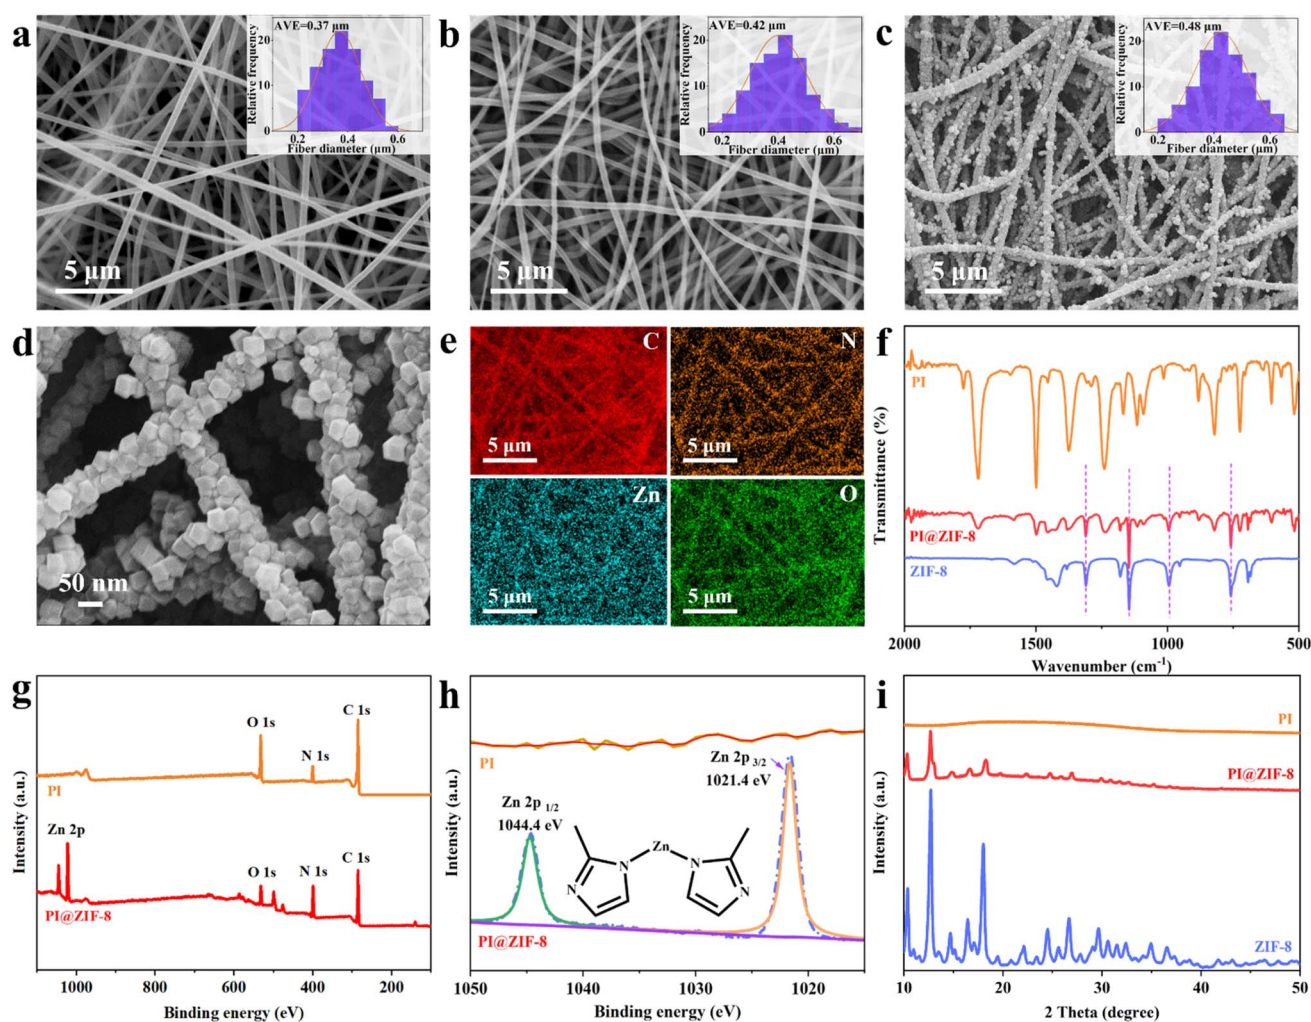 a
AVE=0.37 μm
Relative frequency
20
10
0
0.2 0.4 0.6
Fiber diameter (μm)
5 μm
b
AVE=0.42 μm
Relative frequency
20
10
0
0.2 0.4 0.6
Fiber diameter (μm)
5 μm
c
AVE=0.48 μm
Relative frequency
20
10
0
0.2 0.4 0.6
Fiber diameter (μm)
5 μm
d
50 nm
e
C
5 μm
N
5 μm
Zn
5 μm
O
5 μm
f
Transmittance (%)
PI
PI@ZIF-8
ZIF-8
2000 1500 1000 500
Wavenumber (cm-1)
g
Intensity (a.u.)
O 1s
N 1s
C 1s
PI
Zn 2p
O 1s
N 1s
C 1s
PI@ZIF-8
1000 800 600 400 200
Binding energy (eV)
h
Intensity (a.u.)
PI
Zn 2p 3/2
1021.4 eV
Zn 2p 1/2
1044.4 eV
N
N
Zn
N
N
PI@ZIF-8
1050 1040 1030 1020
Binding energy (eV)
i
Intensity (a.u.)
PI
PI@ZIF-8
ZIF-8
10 20 30 40 50
2 Theta (degree)